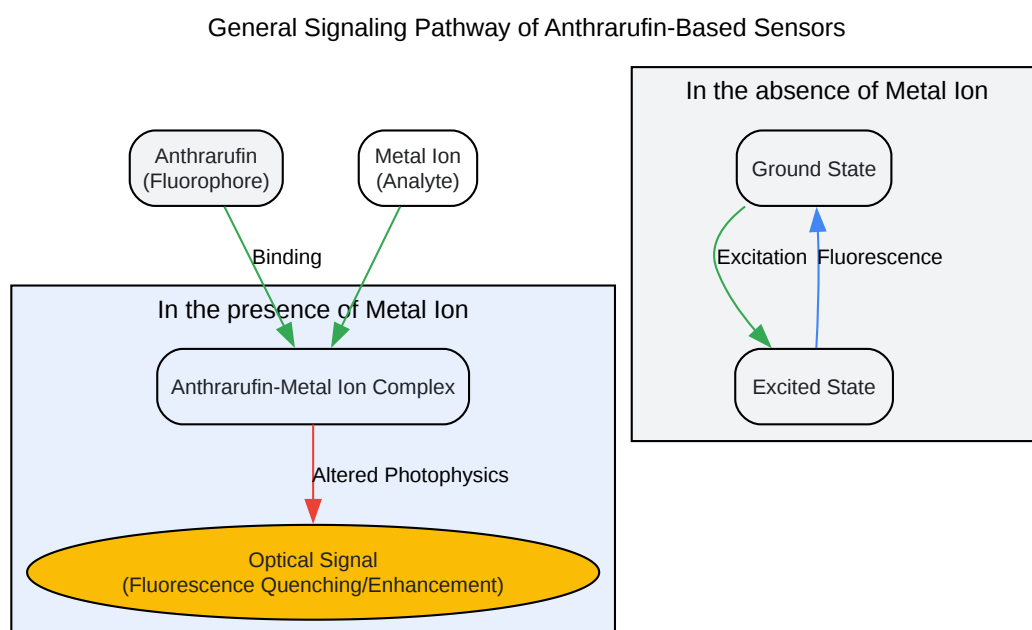 General Signaling Pathway of Anthrarufin-Based Sensors
In the absence of Metal Ion
Anthrarufin
(Fluorophore)
Metal Ion
(Analyte)
Ground State
Binding
Excitation
Fluorescence
In the presence of Metal Ion
Anthrarufin-Metal Ion Complex
Excited State
Altered Photophysics
Optical Signal
(Fluorescence Quenching/Enhancement)